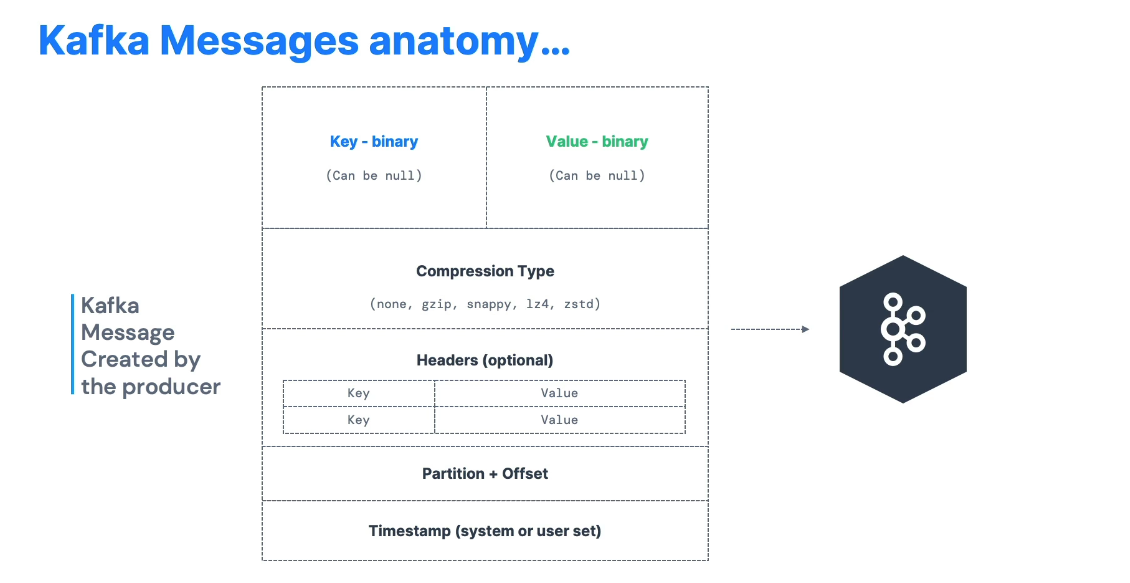 Kafka Messages anatomy...
Key - binary
Value - binary
(Can be null)
(Can be null)
Compression Type
(none, gzip, snappy, lz4, zstd)
Kafka
Message
Created by
the producer
Headers (optional)
Key
Value
Key
Value
Partition + Offset
Timestamp (system or user set)